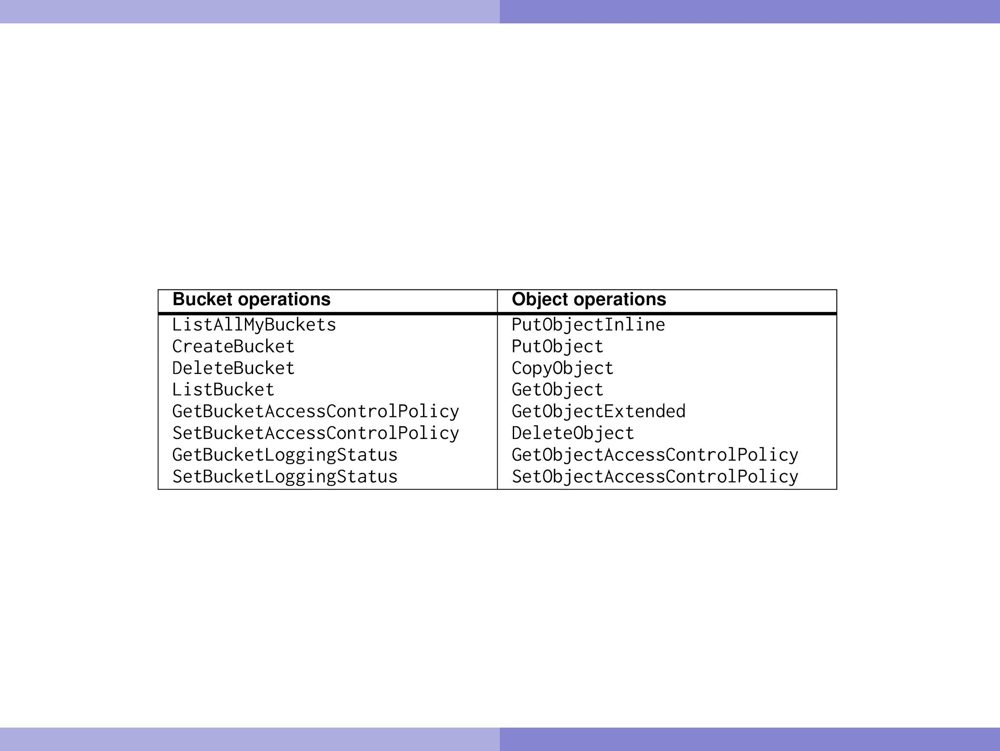 Bucket operations Object operations
ListAllMyBuckets PutObjectInline
CreateBucket PutObject
DeleteBucket CopyObject
ListBucket GetObject
GetBucketAccessControlPolicy GetObjectExtended
SetBucketAccessControlPolicy DeleteObject
GetBucketLoggingStatus GetObjectAccessControlPolicy
SetBucketLoggingStatus SetObjectAccessControlPolicy